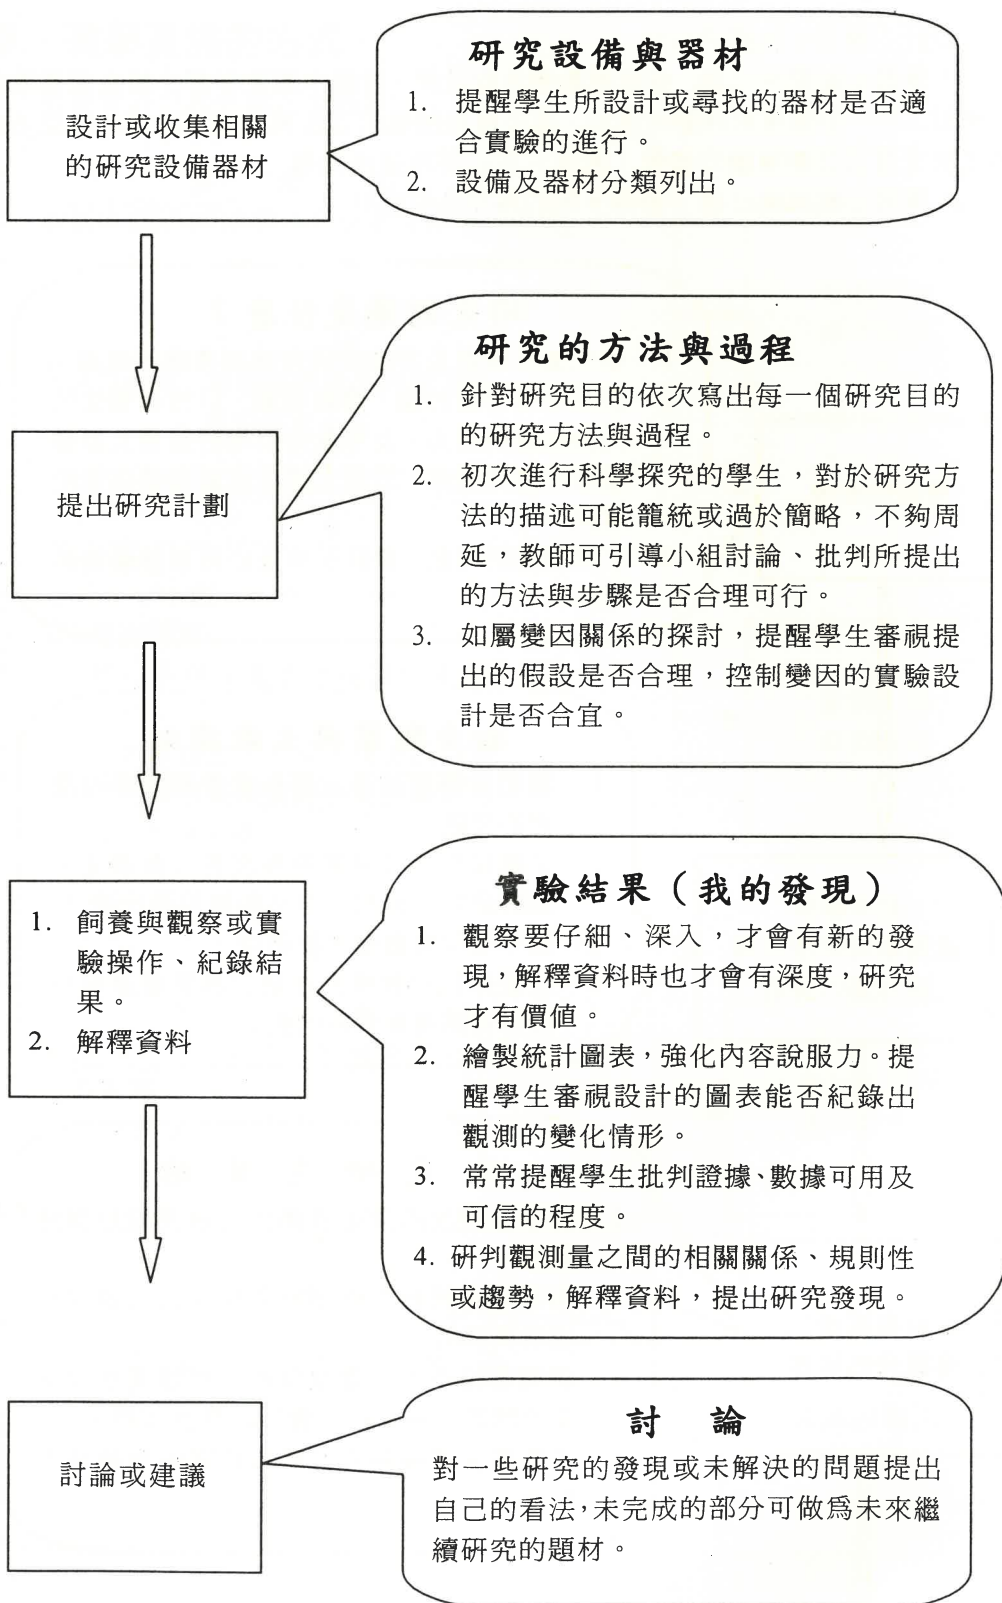 研究設備與器材
1. 提醒學生所設計或尋找的器材是否適
合實驗的進行。
2. 設備及器材分類列出。
設計或收集相關
的研究設備器材
研究的方法與過程
1. 針對研究目的依次寫出每一個研究目的
的研究方法與過程。
2. 初次進行科學探究的學生，對於研究方
法的描述可能籠統或過於簡略，不夠周
延，教師可引導小組討論、批判所提出
的方法與步驟是否合理可行。
3. 如屬變因關係的探討，提醒學生審視提
出的假設是否合理，控制變因的實驗設
計是否合宜。
提出研究計劃
實驗結果（我的發現）
1. 觀察要仔細、深入，才會有新的發
現，解釋資料時也才會有深度，研究
才有價值。
2. 繪製統計圖表，強化內容說服力。提
醒學生審視設計的圖表能否紀錄出
觀測的變化情形。
3. 常常提醒學生批判證據、數據可用及
可信的程度。
4. 研判觀測量之間的相關關係、規則性
或趨勢，解釋資料，提出研究發現。
1. 飼養與觀察或實
驗操作、紀錄結
果。
2. 解釋資料
討 論
對一些研究的發現或未解決的問題提出
自己的看法，未完成的部分可做為未來繼
續研究的題材。
討論或建議